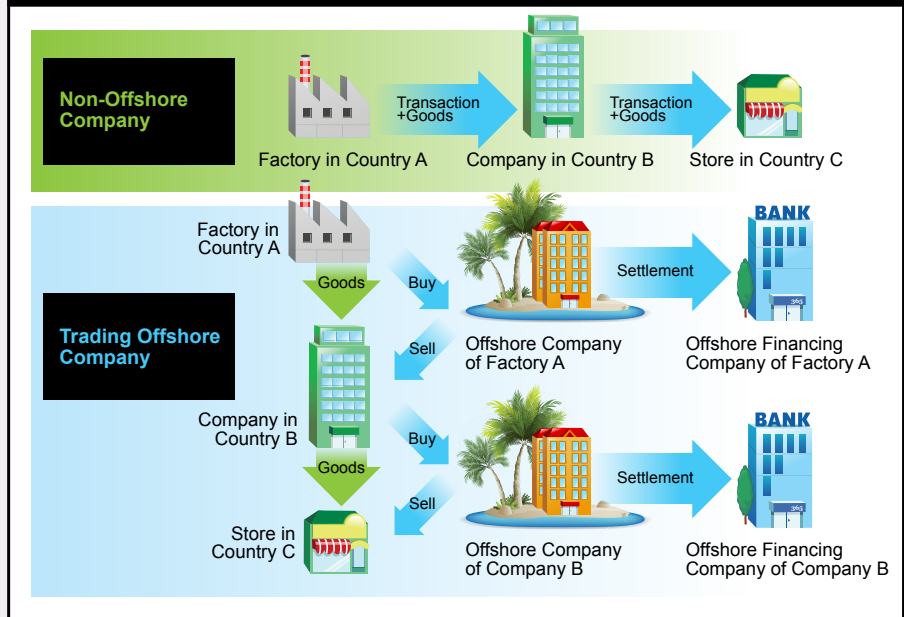 Non-Offshore
Company
Transaction
+Goods
Transaction
+Goods
Factory in Country A
Company in Country B
Store in Country C
Trading Offshore
Company
Factory in
Country A
Goods
Buy
Settlement
BANK
365
Sell
Offshore Company
of Factory A
Offshore Financing
Company of Factory A
Company in
Country B
Goods
Buy
Settlement
BANK
365
Sell
Store in
Country C
Offshore Company
of Company B
Offshore Financing
Company of Company B